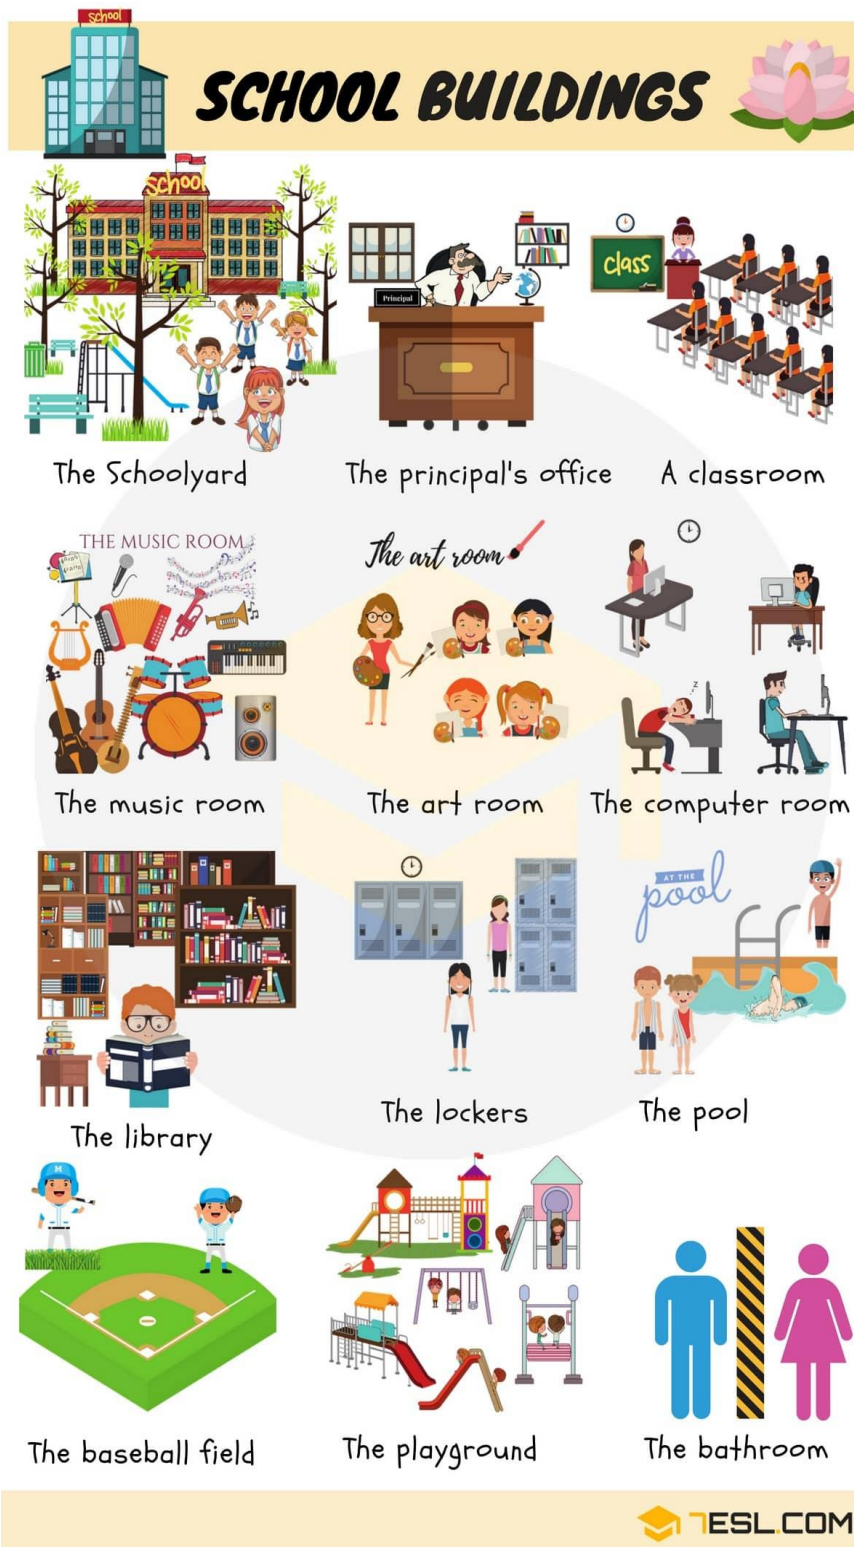 school
SCHOOL BUILDINGS
school
Principal
class
The Schoolyard
The principal's office
A classroom
THE MUSIC ROOM
The art room
z
The music room
The art room
The computer room
AT THE
pool
The library
The lockers
The pool
M
The baseball field
The playground
The bathroom
7ESL.COM